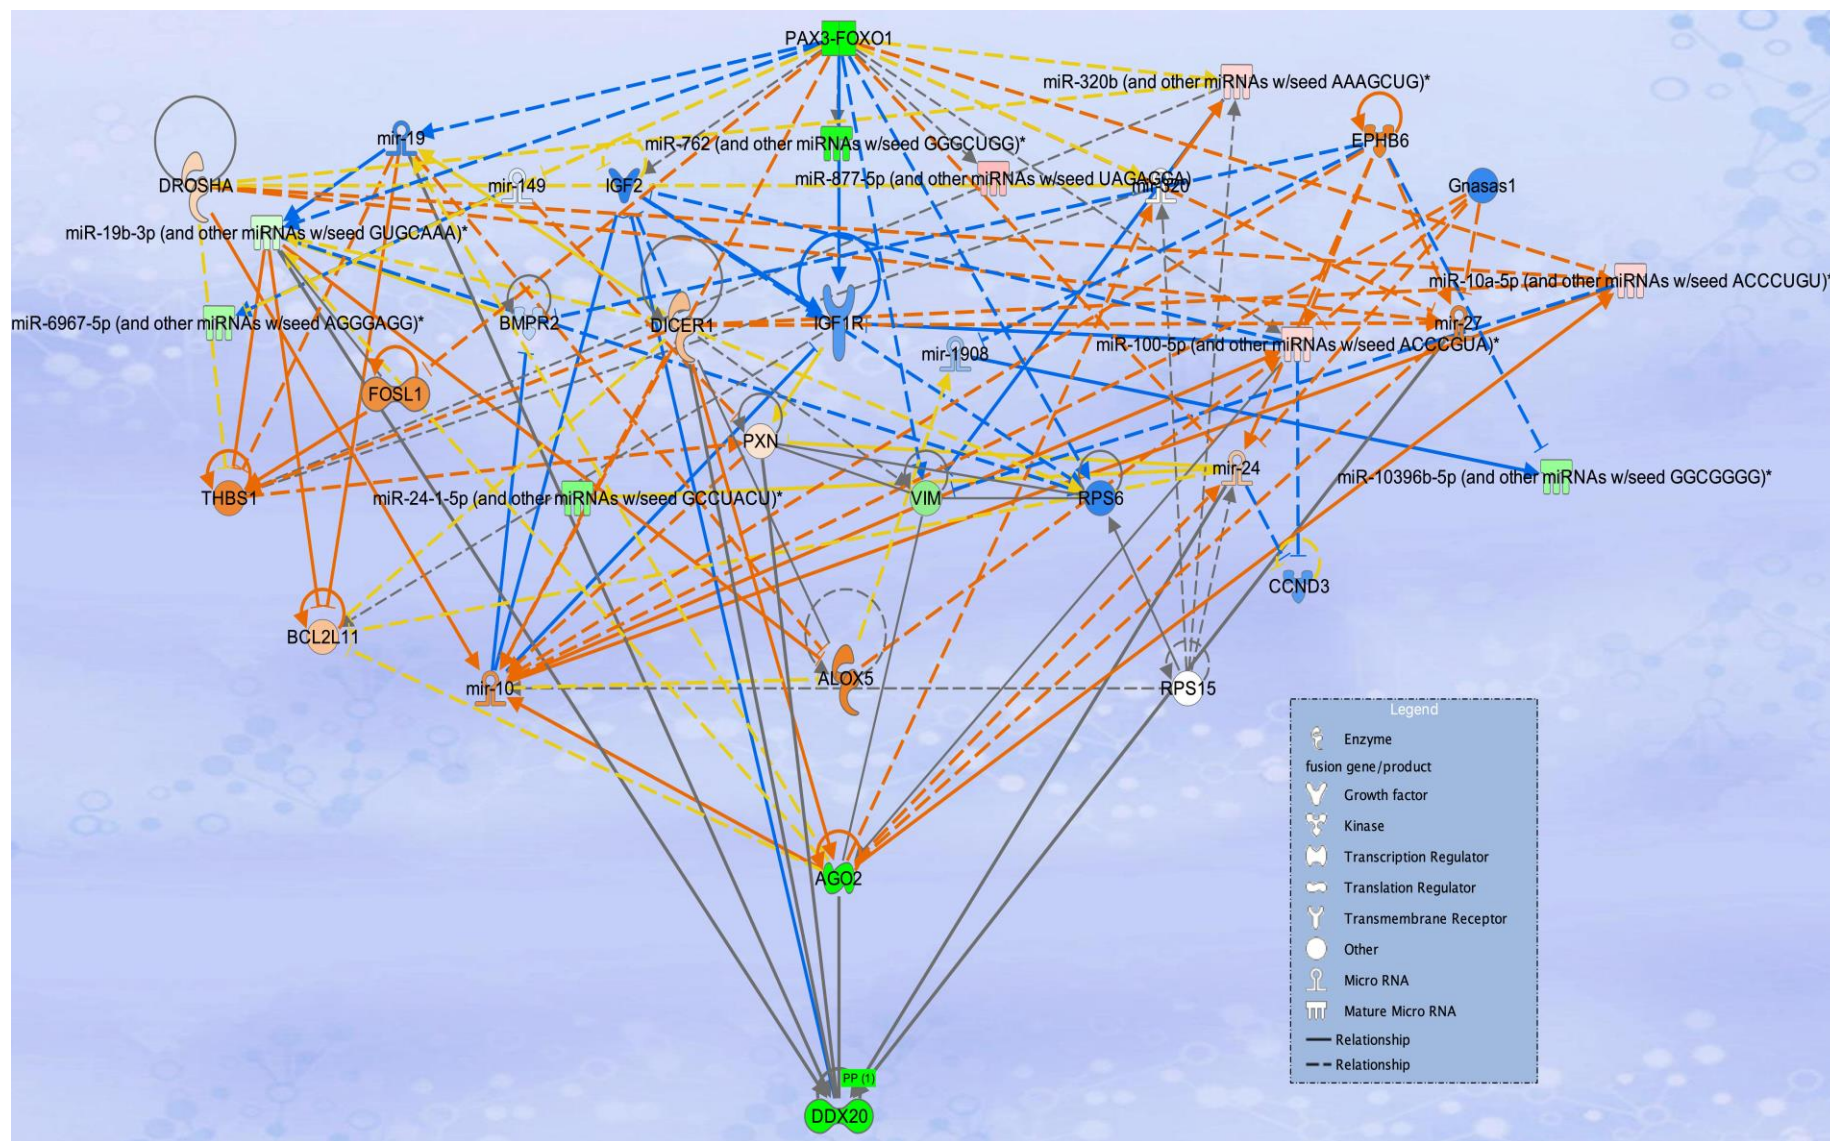 PAX3-FOXO1
miR-320b (and other miRNAs w/seed AAAGCUG)*
mir-19
miR-762 (and other miRNAs w/seed GGGCUGG)*
EPHB6
DROSHA
mir-149
IGF2
miR-877-5p (and other miRNAs w/seed UAGAGGA)
mir-320
Gnasas1
miR-19b-3p (and other miRNAs w/seed GUGCAAA)*
miR-10a-5p (and other miRNAs w/seed ACCCUGU)*
miR-6967-5p (and other miRNAs w/seed AGGGAGG)*
BMPR2
DICER1
IGF1R
mir-27
mir-1908
miR-100-5p (and other miRNAs w/seed ACCCGUA)*
FOSL1
PXN
mir-24
miR-10396b-5p (and other miRNAs w/seed GGCGGGG)*
THBS1
miR-24-1-5p (and other miRNAs w/seed GCCUACU)*
VIM
RPS6
CCND3
BCL2L11
mir-10
ALOX5
RPS15
Legend
Enzyme
fusion gene/product
Growth factor
Kinase
Transcription Regulator
Translation Regulator
Transmembrane Receptor
Other
Micro RNA
Mature Micro RNA
Relationship
Relationship
AGO2
PP (1)
DDX20